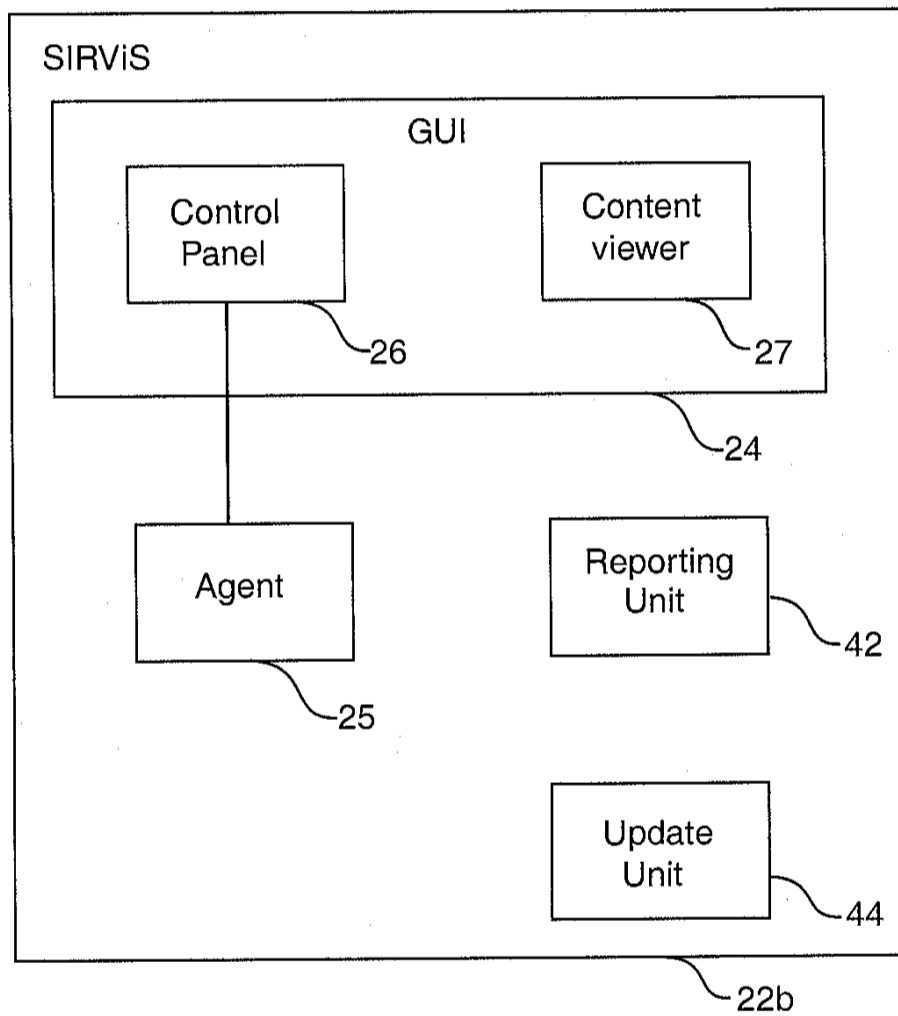 SIRViS
GUI
Control
Panel
Content
viewer
26
27
24
Agent
Reporting
Unit
42
25
Update
Unit
44
22b